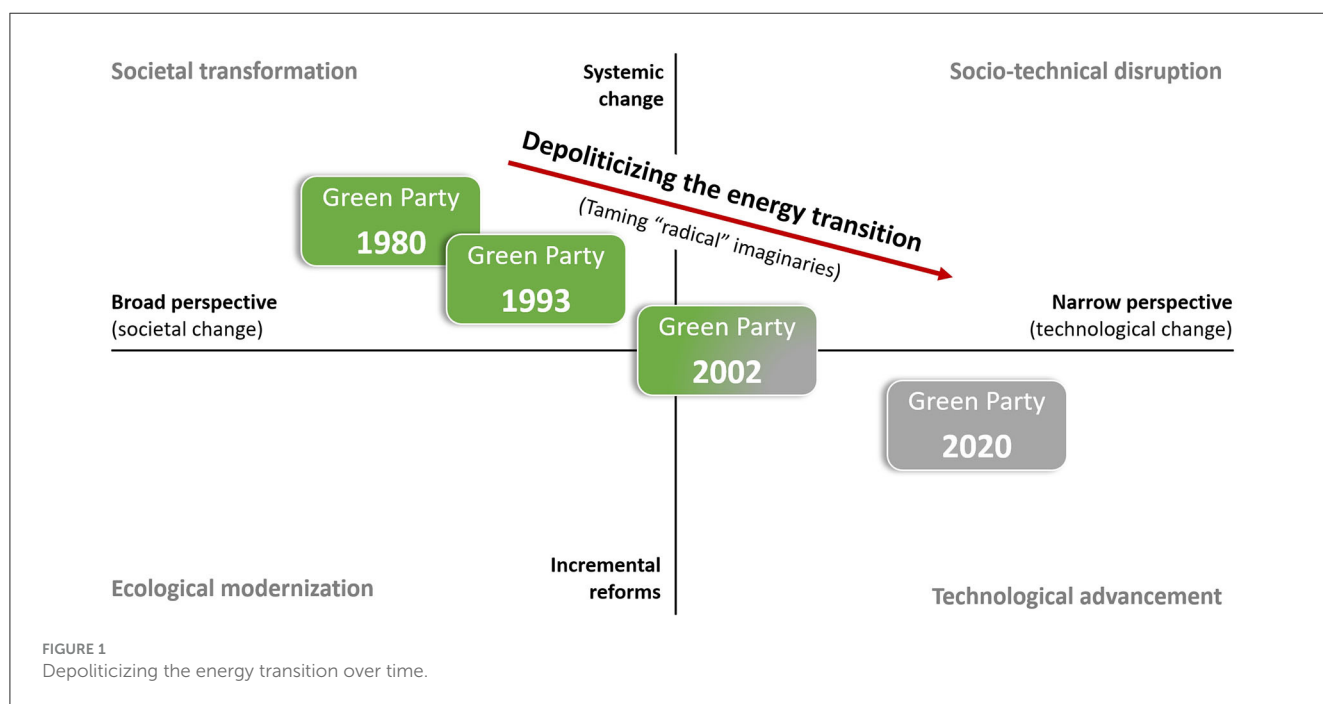 Societal transformation
Systemic
change
Socio-technical disruption
Depoliticizing the energy transition
(Taming “radical” imaginaries)
Green Party
1980
Green Party
1993
Broad perspective
(societal change)
Green Party
2002
Narrow perspective
(technological change)
Green Party
2020
Ecological modernization
Incremental
reforms
Technological advancement
FIGURE 1
Depoliticizing the energy transition over time.